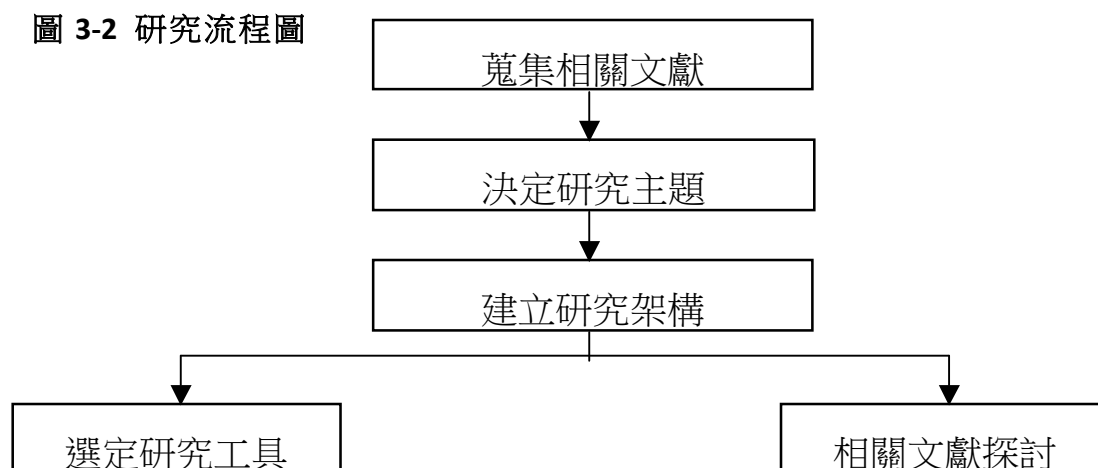 圖 3-2 研究流程圖
蒐集相關文獻
決定研究主題
建立研究架構
選定研究工具
相關文獻探討